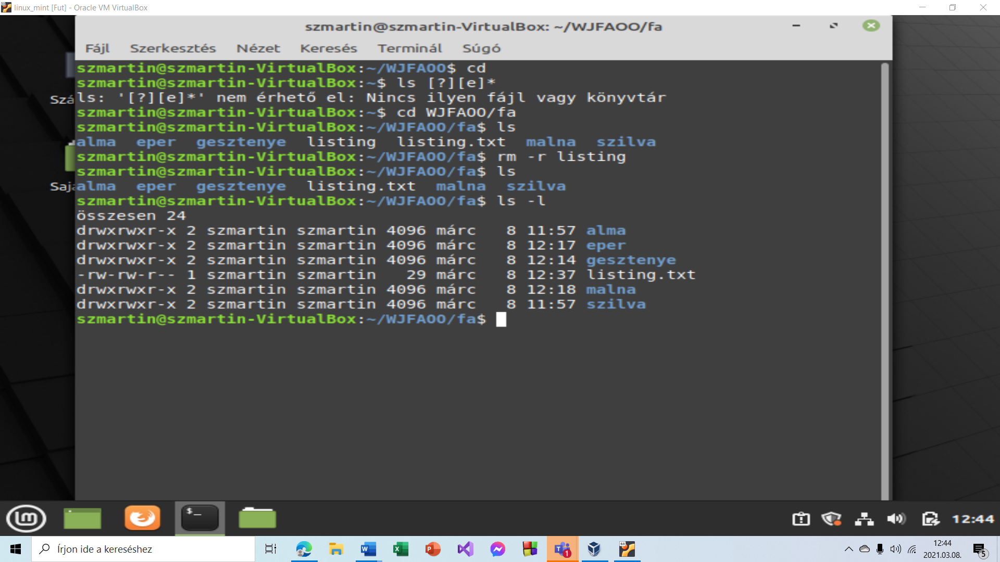 linux_mint [Fut] - Oracle VM VirtualBox
szmartin@szmartin-VirtualBox: ~/WJFAOO/fa
Fájl Szerkesztés Nézet Keresés Terminál Súgó
szmartin@szmartin-VirtualBox:~/WJFAOO$ cd
szmartin@szmartin-VirtualBox:~$ ls [?][e]*
ls: '[?][e]*' nem érhető el: Nincs ilyen fájl vagy könyvtár
szmartin@szmartin-VirtualBox:~$ cd WJFAOO/fa
szmartin@szmartin-VirtualBox:~/WJFAOO/fa$ ls
alma eper gesztenye listing listing.txt malna szilva
szmartin@szmartin-VirtualBox:~/WJFAOO/fa$ rm -r listing
szmartin@szmartin-VirtualBox:~/WJFAOO/fa$ ls
alma eper gesztenye listing.txt malna szilva
szmartin@szmartin-VirtualBox:~/WJFAOO/fa$ ls -l
összesen 24
drwxrwxr-x 2 szmartin szmartin 4096 márc 8 11:57 alma
drwxrwxr-x 2 szmartin szmartin 4096 márc 8 12:17 eper
drwxrwxr-x 2 szmartin szmartin 4096 márc 8 12:14 gesztenye
-rw-rw-r-- 1 szmartin szmartin 29 márc 8 12:37 listing.txt
drwxrwxr-x 2 szmartin szmartin 4096 márc 8 12:18 malna
drwxrwxr-x 2 szmartin szmartin 4096 márc 8 11:57 szilva
szmartin@szmartin-VirtualBox:~/WJFAOO/fa$
Szá
Saja
$_
12:44
Írjon ide a kereséshez
1
64
12:44
2021.03.08.
5